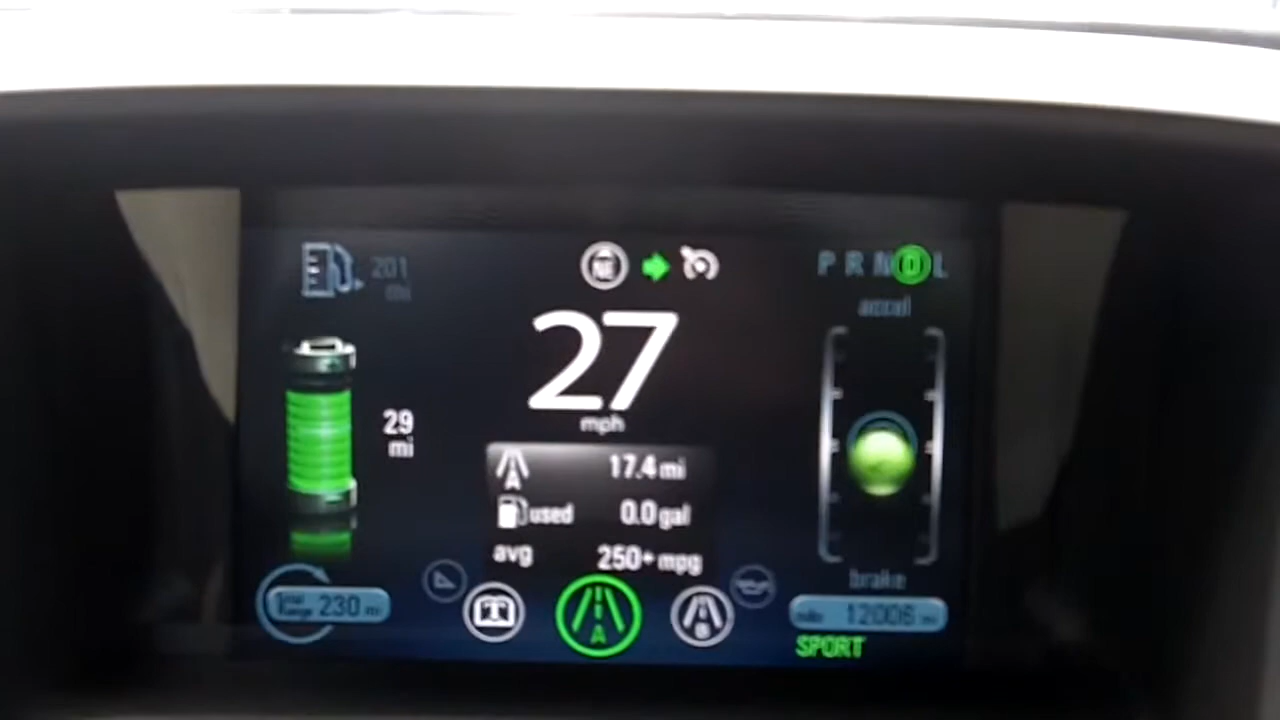 201
mi
NE
P R N D L
accel
27
mph
29
mi
A
17.4 mi
used 0.0 gal
avg 250+ mpg
brake
230 mi
A
B
12006 mi
SPORT